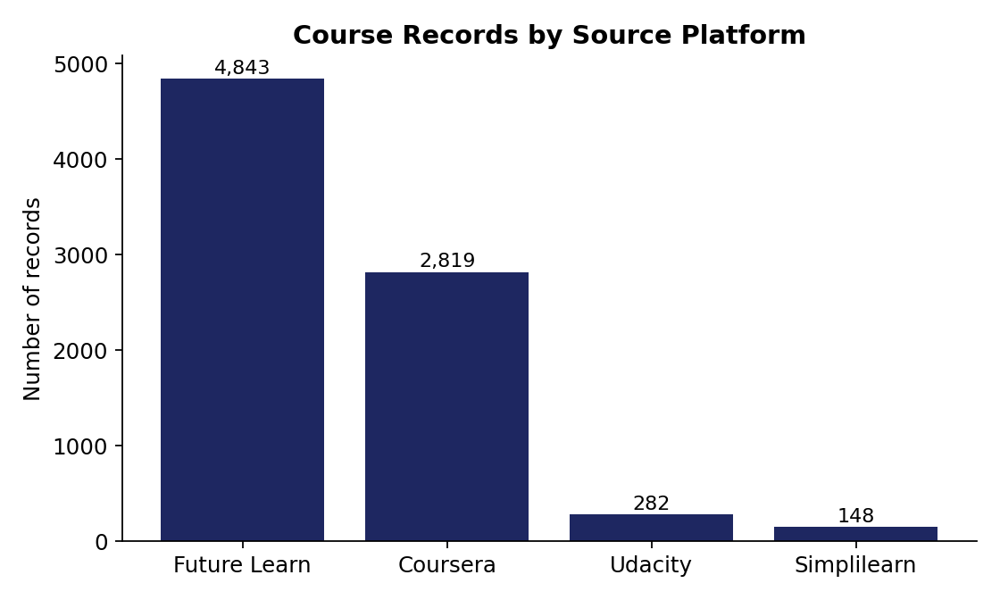 Course Records by Source Platform
Number of records
5000
4000
3000
2000
1000
0
4,843
2,819
282
148
Future Learn
Coursera
Udacity
Simplilearn